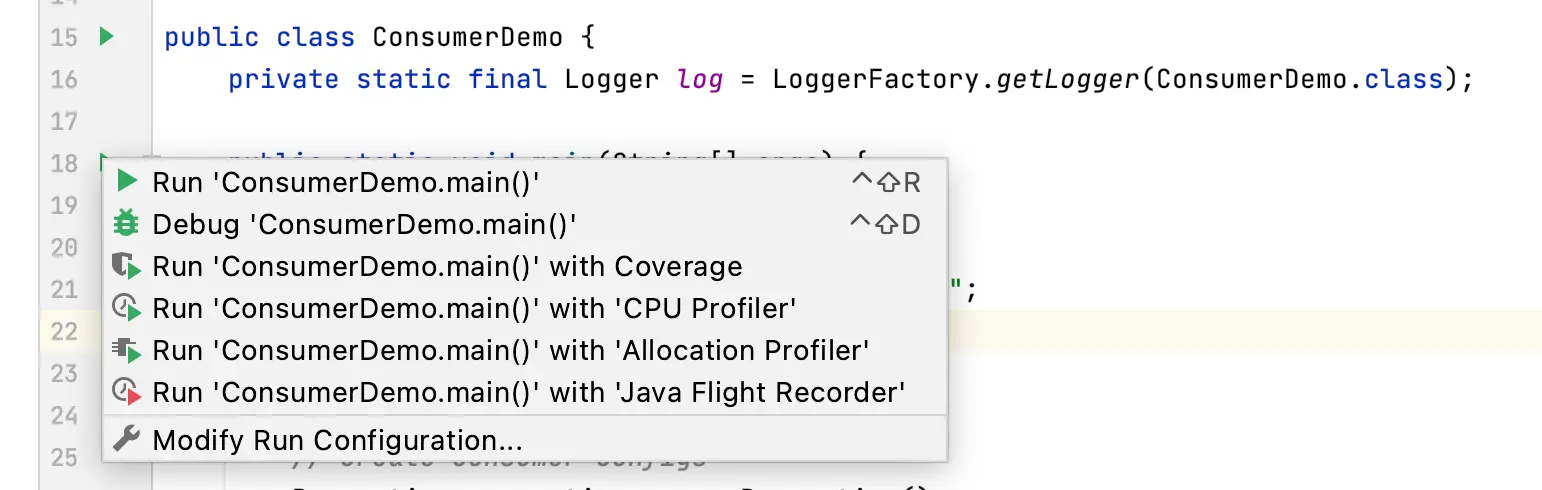 14
15 public class ConsumerDemo {
16 private static final Logger log = LoggerFactory.getLogger(ConsumerDemo.class);
17
18 public static void main(String[] args) {
Run 'ConsumerDemo.main()' ⌃⇧R
19
Debug 'ConsumerDemo.main()' ⌃⇧D
20
Run 'ConsumerDemo.main()' with Coverage
21 ";
Run 'ConsumerDemo.main()' with 'CPU Profiler'
22
Run 'ConsumerDemo.main()' with 'Allocation Profiler'
23
Run 'ConsumerDemo.main()' with 'Java Flight Recorder'
24
Modify Run Configuration...
25 // create consumer configs